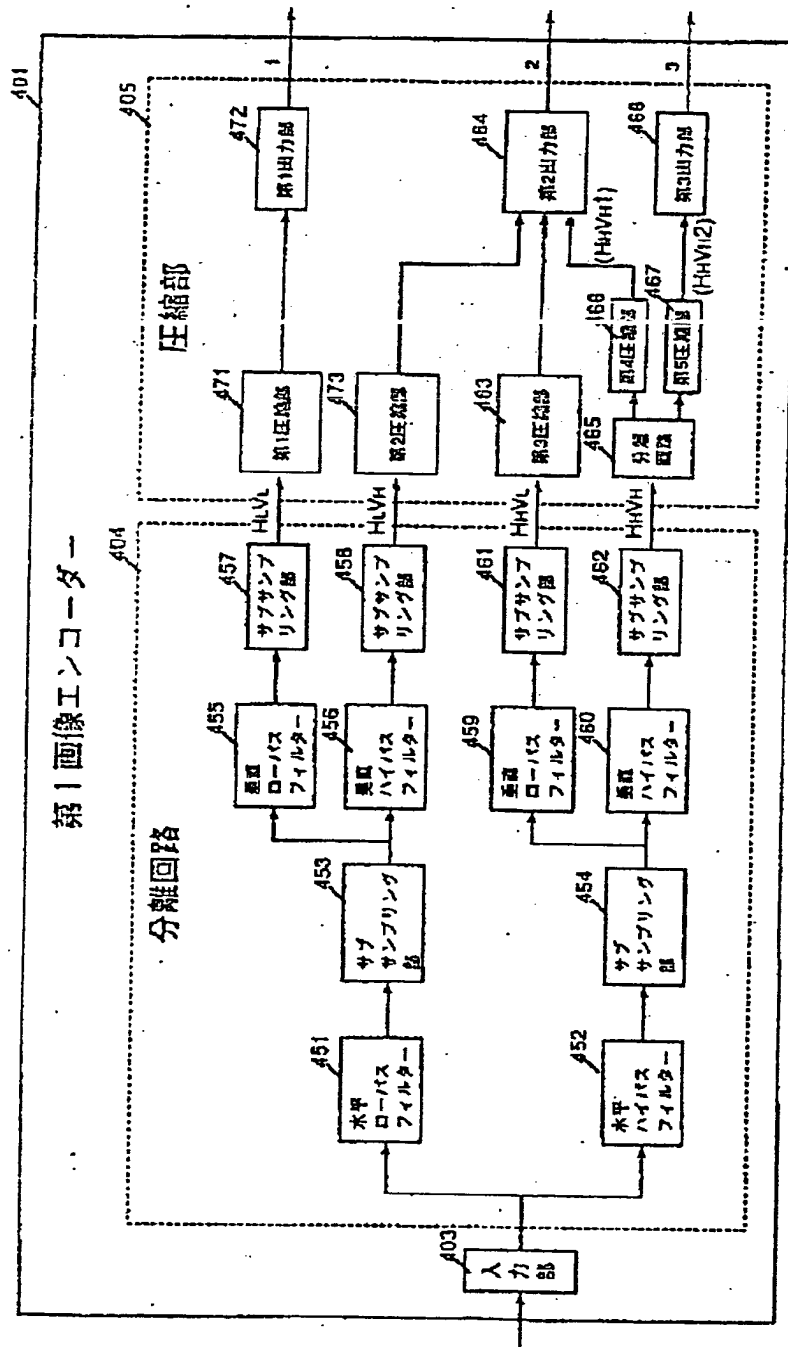 401
第1画像エンコーダー
403
入力部
404
分離回路
451
水平
ローパス
フィルター
452
水平
ハイパス
フィルター
453
サブ
サンプリング
部
454
サブ
サンプリング
部
455
垂直
ローパス
フィルター
456
垂直
ハイパス
フィルター
459
垂直
ローパス
フィルター
460
垂直
ハイパス
フィルター
457
サブサンプ
リング部
458
サブサンプ
リング部
461
サブサンプ
リング部
462
サブサンプ
リング部
HLVL
HLVH
HHVL
HHVH
405
圧縮部
471
第1圧縮部
473
第2圧縮部
463
第3圧縮部
465
分離
回路
466
第4圧縮部
467
第5圧縮部
(HHVH1)
(HHVH2)
472
第1出力部
464
第2出力部
468
第3出力部
1
2
3